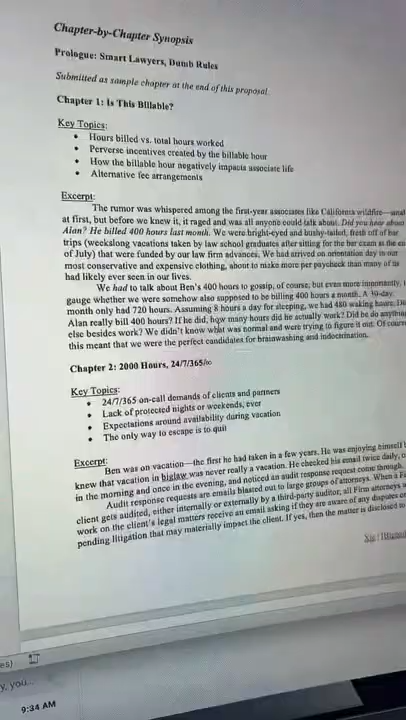 Chapter-by-Chapter Synopsis
Prologue: Smart Lawyers, Dumb Rules
Submitted as sample chapter at the end of this proposal.
Chapter 1: Is This Billable?
Key Topics:
• Hours billed vs. total hours worked
• Perverse incentives created by the billable hour
• How the billable hour negatively impacts associate life
• Alternative fee arrangements
Excerpt:
The rumor was whispered among the first-year associates like California wildfire—
at first, but before we knew it, it raged and was all anyone could talk about. Did you hear about
Alan? He billed 400 hours last month. We were bright-eyed and bushy-tailed, fresh off of bar
trips (weekslong vacations taken by law school graduates after sitting for the bar exam at the
of July) that were funded by our law firm advances. We had arrived on orientation day in our
most conservative and expensive clothing, about to make more per paycheck than many of us
had likely ever seen in our lives.
We had to talk about Ben's 400 hours to gossip, of course, but even more importantly,
gauge whether we were somehow also supposed to be billing 400 hours a month. A 30-day
month only had 720 hours. Assuming 8 hours a day for sleeping, we had 480 waking hours.
Alan really bill 400 hours? If he did, how many hours did he actually work? Did he do
else besides work? We didn't know what was normal and were trying to figure it out. Of
this meant that we were the perfect candidates for brainwashing and indoctrination.
Chapter 2: 2000 Hours, 24/7/365/∞
Key Topics:
• 24/7/365 on-call demands of clients and partners
• Lack of protected nights or weekends, ever
• Expectations around availability during vacation
• The only way to escape is to quit
Excerpt:
Ben was on vacation—the first he had taken in a few years. He was enjoying himself
knew that vacation in biglaw was never really a vacation. He checked his email twice daily,
in the morning and once in the evening, and noticed an audit response request come through.
Audit response requests are emails blasted out to large groups of attorneys. When a
client gets audited, either internally or externally by a third-party auditor, all Firm attorneys
work on the client's legal matters receive an email asking if they are aware of any disputes or
pending litigation that may materially impact the client. If yes, then the matter is disclosed
es)
y, you...
9:34 AM